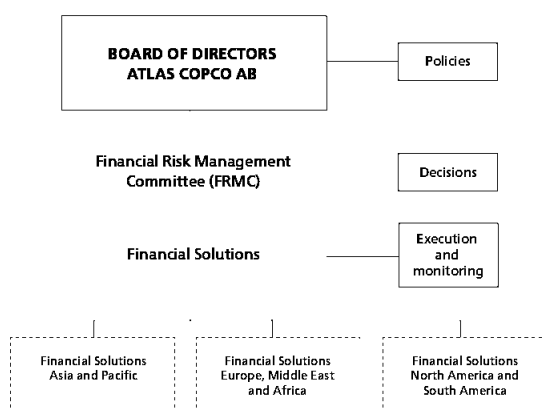 BOARD OF DIRECTORS
ATLAS COPCO AB
Policies
Financial Risk Management
Committee (FRMC)
Decisions
Financial Solutions
Execution
and
monitoring
Financial Solutions
Asia and Pacific
Financial Solutions
Europe, Middle East
and Africa
Financial Solutions
North America and
South America